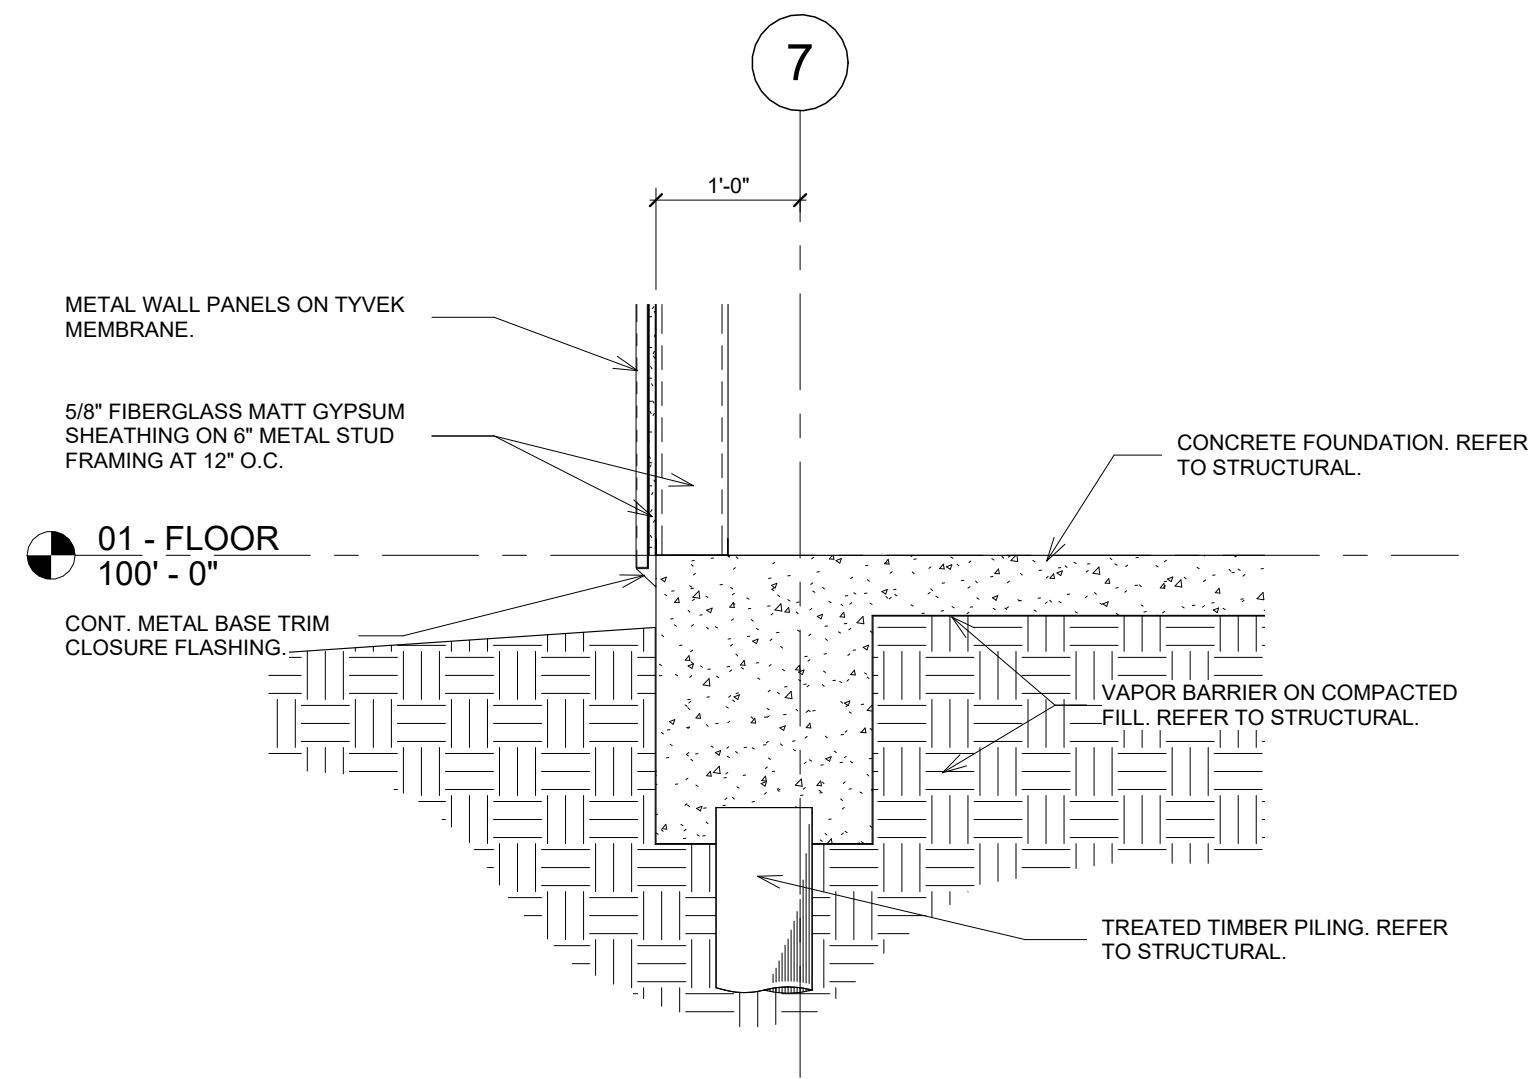 7
1'-0"
METAL WALL PANELS ON TYVEK
MEMBRANE.
5/8" FIBERGLASS MATT GYPSUM
SHEATHING ON 6" METAL STUD
FRAMING AT 12" O.C.
CONCRETE FOUNDATION. REFER
TO STRUCTURAL.
01 - FLOOR
100' - 0"
CONT. METAL BASE TRIM
CLOSURE FLASHING.
VAPOR BARRIER ON COMPACTED
FILL. REFER TO STRUCTURAL.
TREATED TIMBER PILING. REFER
TO STRUCTURAL.